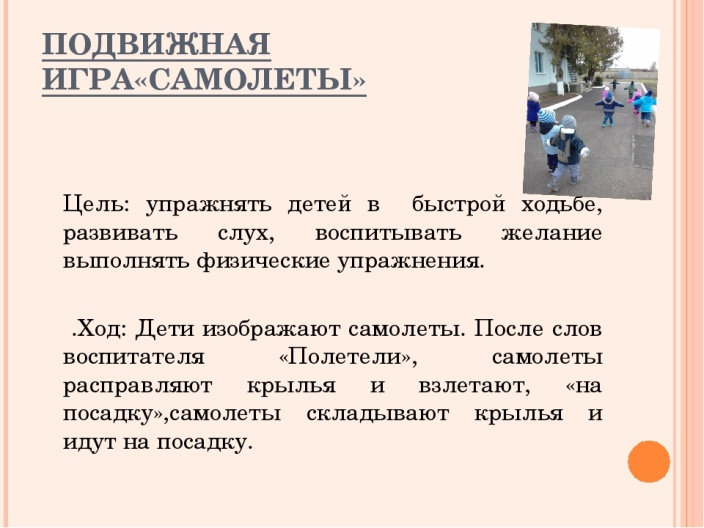 ПОДВИЖНАЯ
ИГРА«САМОЛЕТЫ»
Цель: упражнять детей в быстрой ходьбе,
развивать слух, воспитывать желание
выполнять физические упражнения.
.Ход: Дети изображают самолеты. После слов
воспитателя «Полетели», самолеты
расправляют крылья и взлетают, «на
посадку»,самолеты складывают крылья и
идут на посадку.